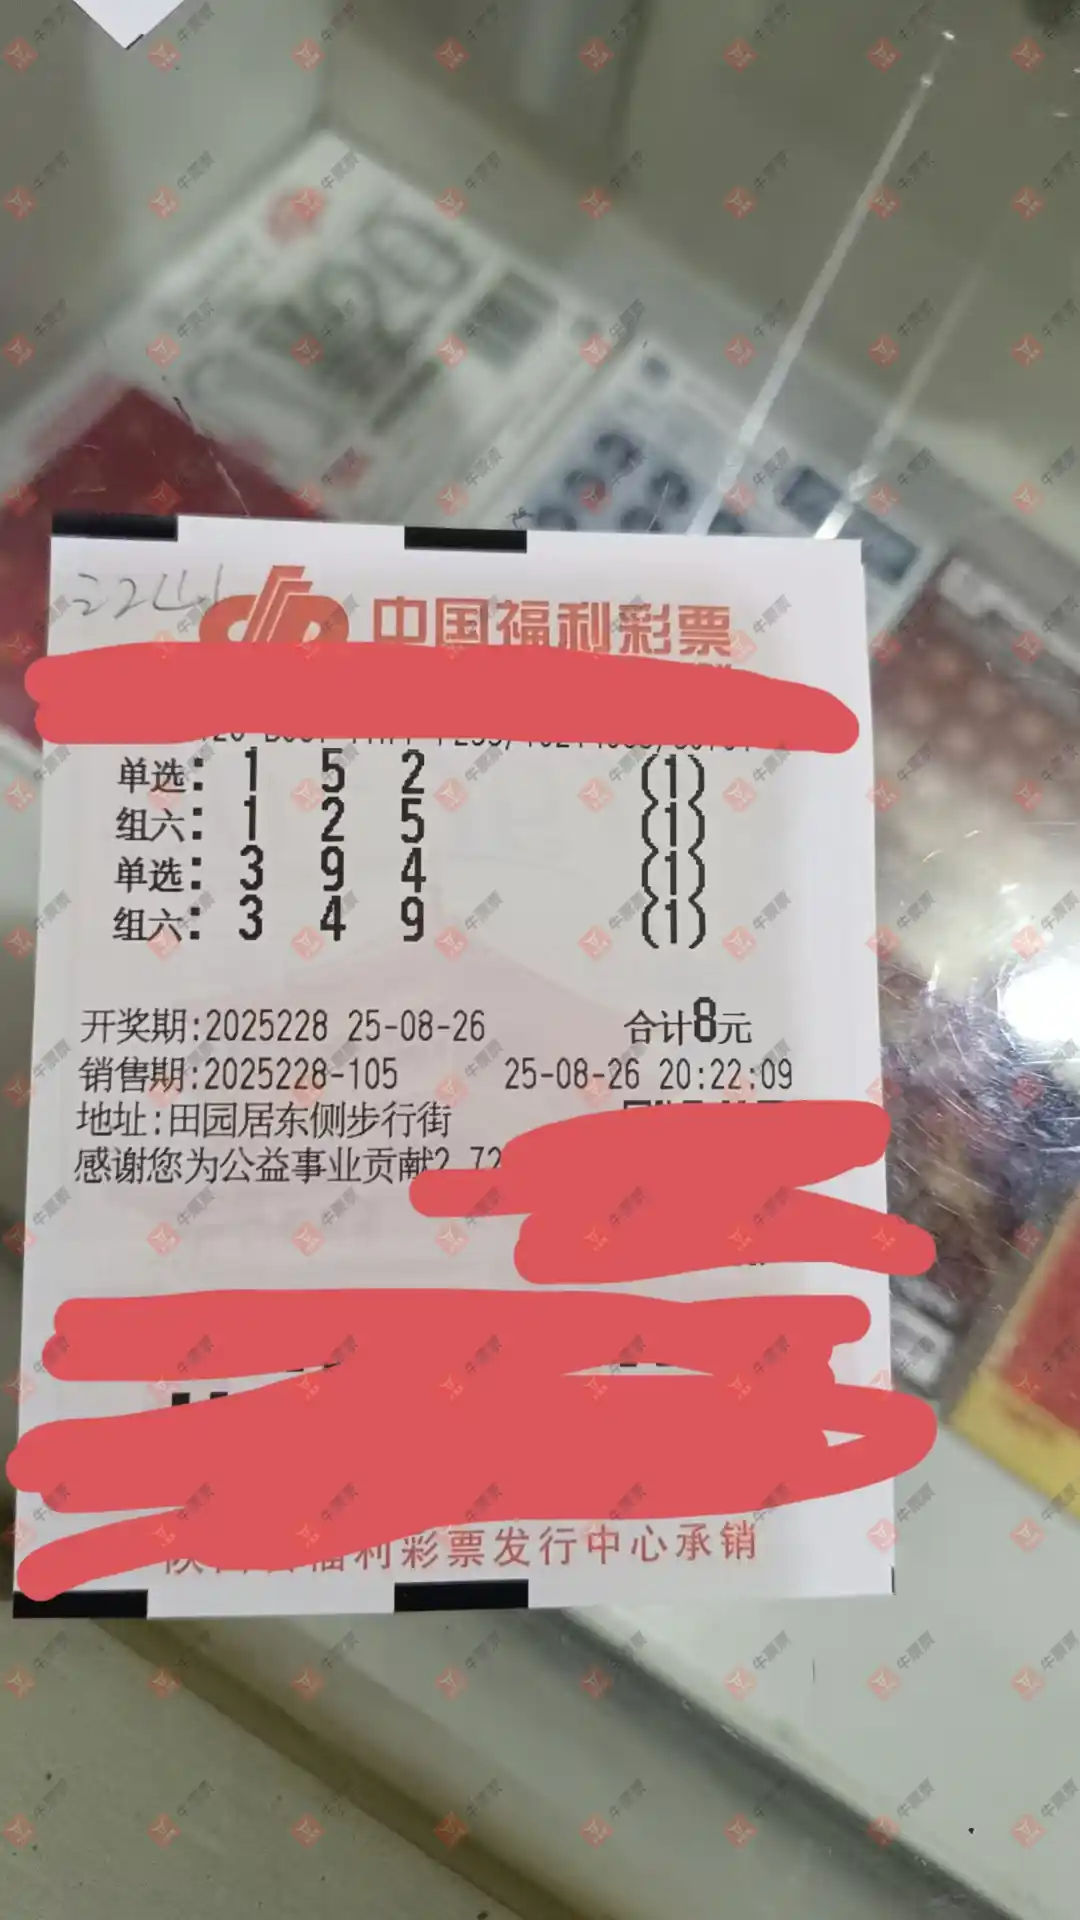 中国福利彩票
单选: 1 5 2 (1)
组六: 1 2 5 (1)
单选: 3 9 4 (1)
组六: 3 4 9 (1)
开奖期:2025228 25-08-26 合计8元
销售期:2025228-105 25-08-26 20:22:09
地址:田园居东侧步行街
感谢您为公益事业贡献2.72
福利彩票发行中心承销
牛票票